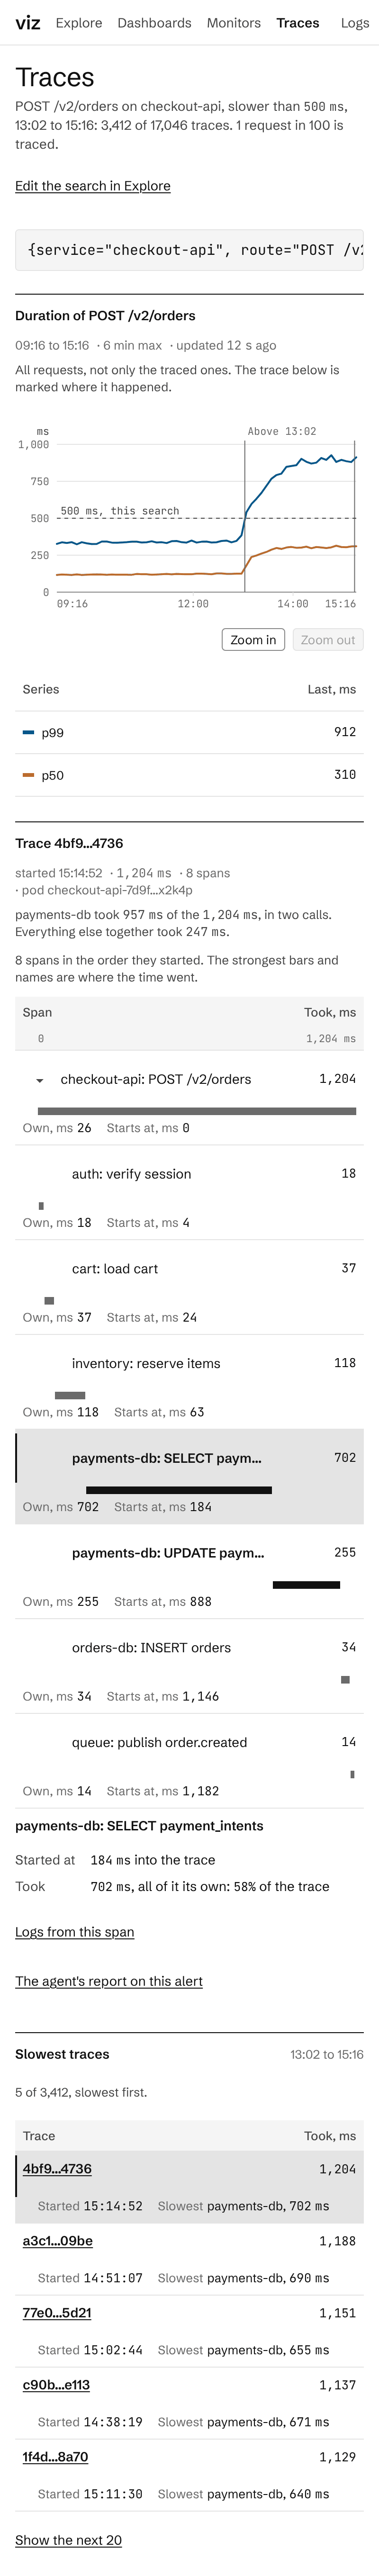 viz Explore Dashboards Monitors Traces Logs
Traces
POST /v2/orders on checkout-api, slower than 500 ms,
13:02 to 15:16: 3,412 of 17,046 traces. 1 request in 100 is
traced.
Edit the search in Explore
{service="checkout-api", route="POST /v2
Duration of POST /v2/orders
09:16 to 15:16 · 6 min max · updated 12 s ago
All requests, not only the traced ones. The trace below is
marked where it happened.
ms Above 13:02
1,000
750
500 500 ms, this search
250
0
09:16 12:00 14:00 15:16
Zoom in Zoom out
Series Last, ms
p99 912
p50 310
Trace 4bf9…4736
started 15:14:52 · 1,204 ms · 8 spans
· pod checkout-api-7d9f…x2k4p
payments-db took 957 ms of the 1,204 ms, in two calls.
Everything else together took 247 ms.
8 spans in the order they started. The strongest bars and
names are where the time went.
Span Took, ms
0 1,204 ms
checkout-api: POST /v2/orders 1,204
Own, ms 26 Starts at, ms 0
auth: verify session 18
Own, ms 18 Starts at, ms 4
cart: load cart 37
Own, ms 37 Starts at, ms 24
inventory: reserve items 118
Own, ms 118 Starts at, ms 63
payments-db: SELECT paym… 702
Own, ms 702 Starts at, ms 184
payments-db: UPDATE paym… 255
Own, ms 255 Starts at, ms 888
orders-db: INSERT orders 34
Own, ms 34 Starts at, ms 1,146
queue: publish order.created 14
Own, ms 14 Starts at, ms 1,182
payments-db: SELECT payment_intents
Started at 184 ms into the trace
Took 702 ms, all of it its own: 58% of the trace
Logs from this span
The agent's report on this alert
Slowest traces 13:02 to 15:16
5 of 3,412, slowest first.
Trace Took, ms
4bf9…4736 1,204
Started 15:14:52 Slowest payments-db, 702 ms
a3c1…09be 1,188
Started 14:51:07 Slowest payments-db, 690 ms
77e0…5d21 1,151
Started 15:02:44 Slowest payments-db, 655 ms
c90b…e113 1,137
Started 14:38:19 Slowest payments-db, 671 ms
1f4d…8a70 1,129
Started 15:11:30 Slowest payments-db, 640 ms
Show the next 20